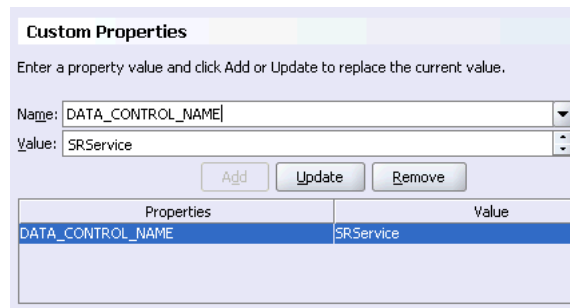 Custom Properties
Enter a property value and click Add or Update to replace the current value.
Name: DATA_CONTROL_NAME
Value: SRService
Add Update Remove
Properties Value
DATA_CONTROL_NAME SRService